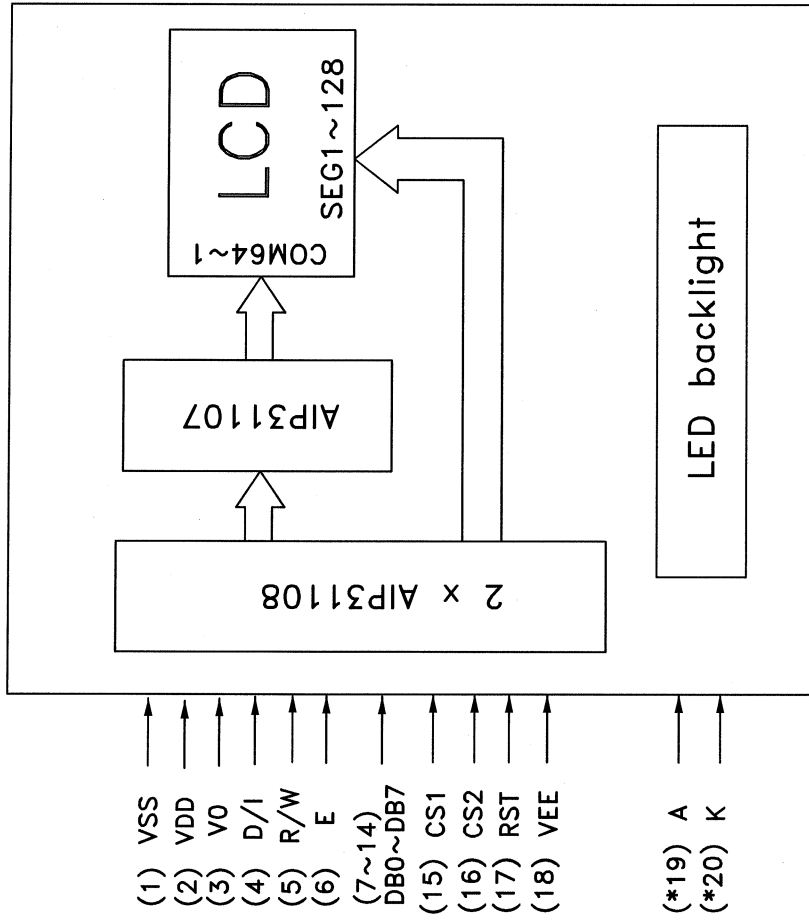 LCD
SEG1~128
COM64~1
AIP31107
2 x AIP31108
LED backlight
(1) VSS
(2) VDD
(3) V0
(4) D/I
(5) R/W
(6) E
(7~14)
DB0~DB7
(15) CS1
(16) CS2
(17) RST
(18) VEE
(*19) A
(*20) K